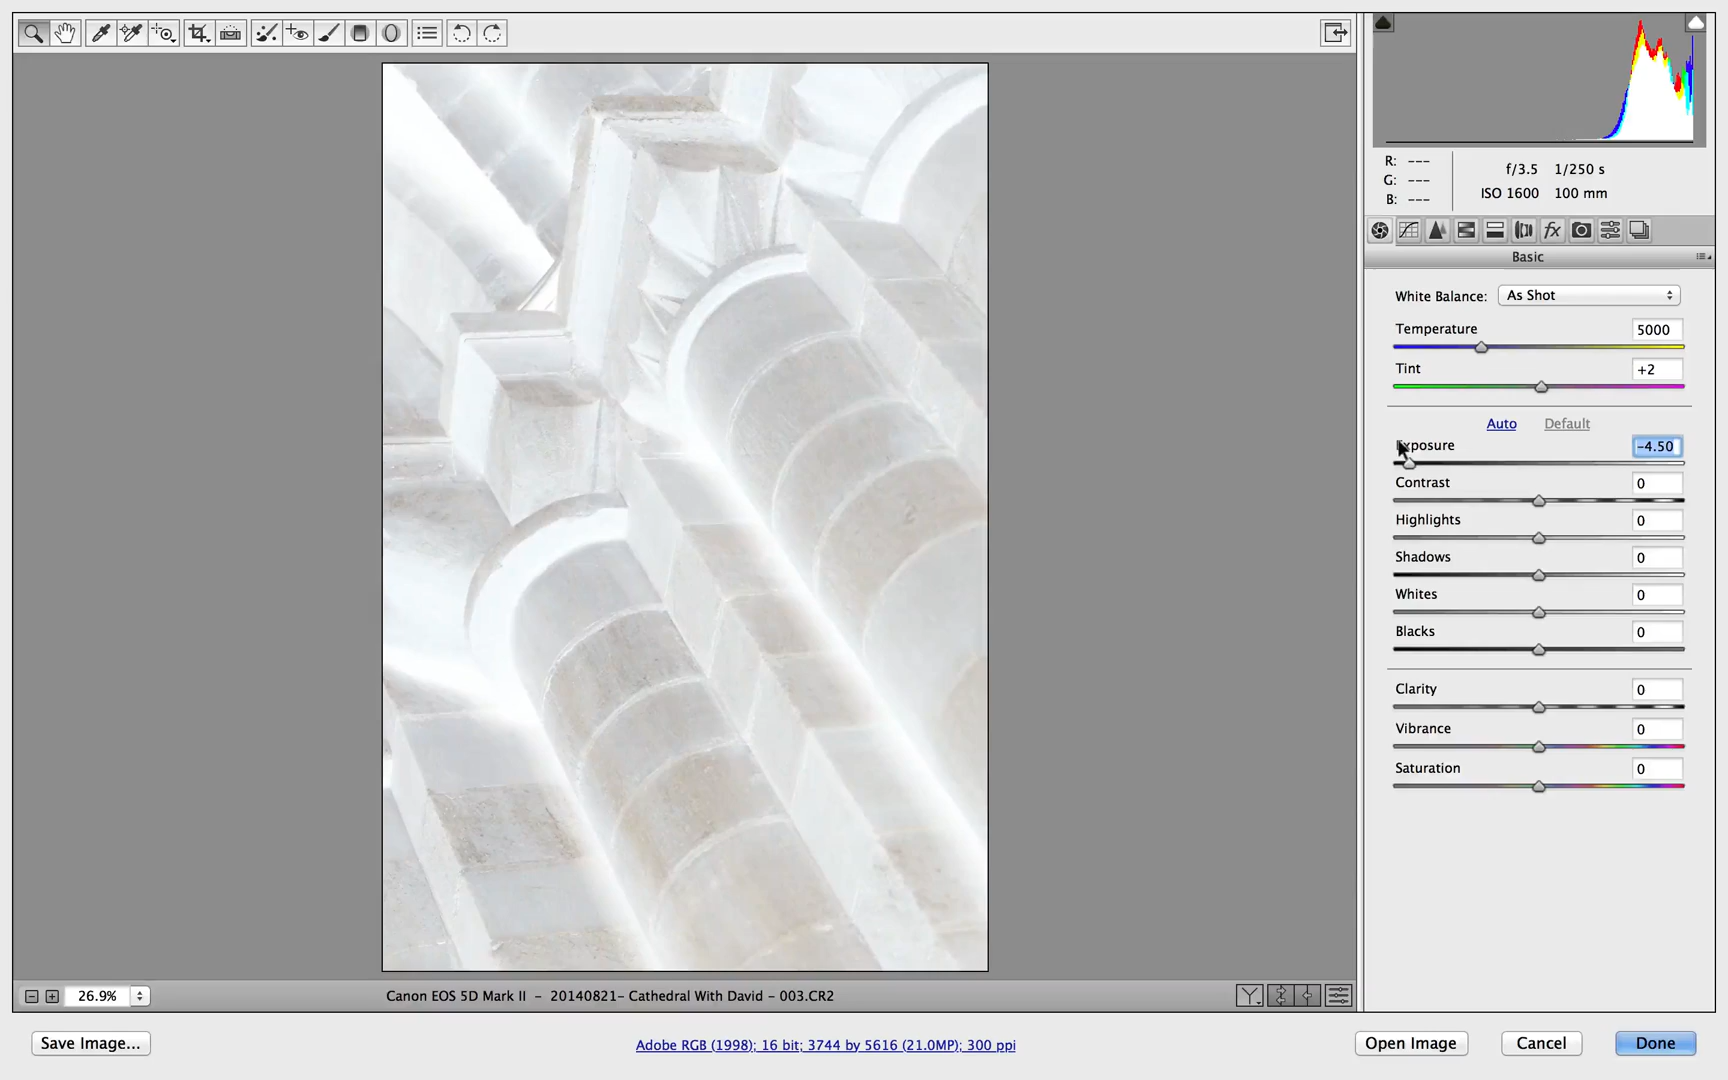 R: ---
G: ---
B: ---
f/3.5 1/250 s
ISO 1600 100 mm
fx
Basic
White Balance: As Shot
Temperature 5000
Tint +2
Auto Default
Exposure -4.50
Contrast 0
Highlights 0
Shadows 0
Whites 0
Blacks 0
Clarity 0
Vibrance 0
Saturation 0
26.9%
Canon EOS 5D Mark II - 20140821- Cathedral With David - 003.CR2
Y
Save Image...
Adobe RGB (1998); 16 bit; 3744 by 5616 (21.0MP); 300 ppi
Open Image
Cancel
Done